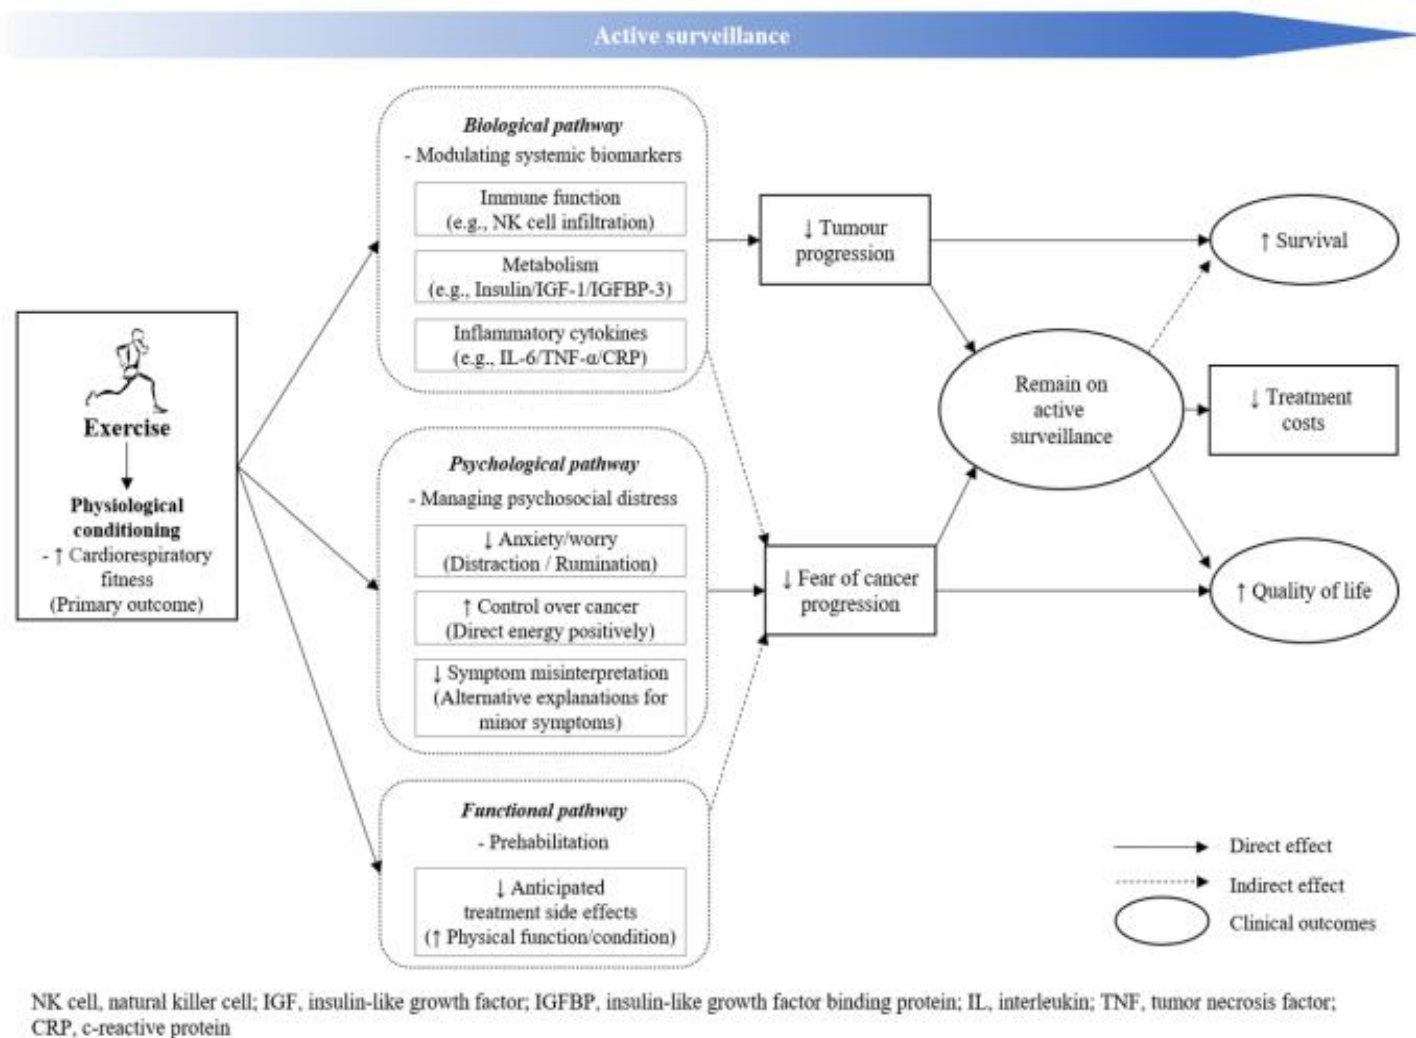 Active surveillance
Exercise
Physiological
conditioning
- ↑ Cardiorespiratory
fitness
(Primary outcome)
Biological pathway
- Modulating systemic biomarkers
Immune function
(e.g., NK cell infiltration)
Metabolism
(e.g., Insulin/IGF-1/IGFBP-3)
Inflammatory cytokines
(e.g., IL-6/TNF-α/CRP)
Psychological pathway
- Managing psychosocial distress
↓ Anxiety/worry
(Distraction / Rumination)
↑ Control over cancer
(Direct energy positively)
↓ Symptom misinterpretation
(Alternative explanations for
minor symptoms)
Functional pathway
- Prehabilitation
↓ Anticipated
treatment side effects
(↑ Physical function/condition)
↓ Tumour
progression
↓ Fear of cancer
progression
Remain on
active
surveillance
↑ Survival
↓ Treatment
costs
↑ Quality of life
Direct effect
Indirect effect
Clinical outcomes
NK cell, natural killer cell; IGF, insulin-like growth factor; IGFBP, insulin-like growth factor binding protein; IL, interleukin; TNF, tumor necrosis factor;
CRP, c-reactive protein